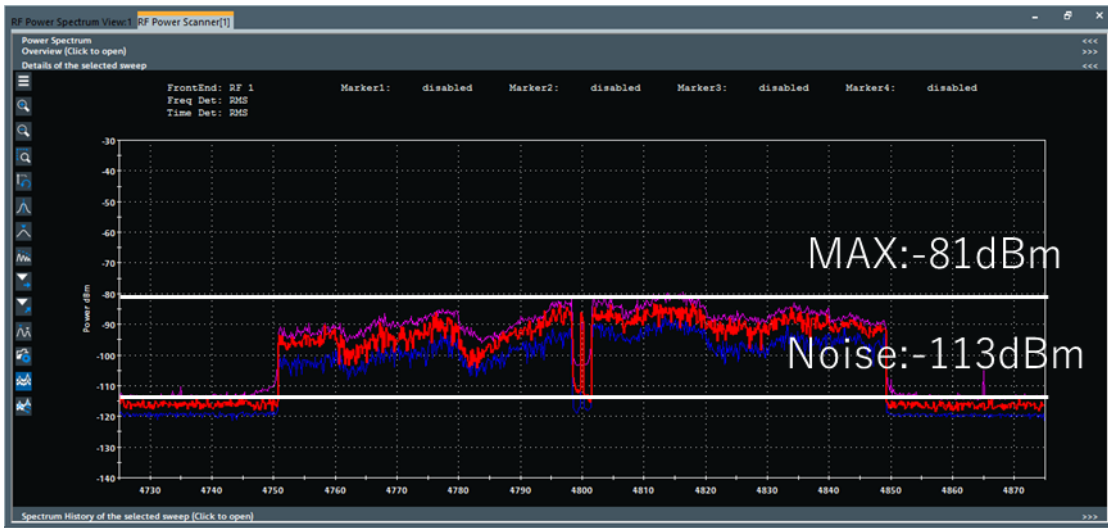 RF Power Spectrum View:1 RF Power Scanner[1]
Power Spectrum <<<
Overview (Click to open) >>>
Details of the selected sweep <<<
FrontEnd: RF 1 Marker1: disabled Marker2: disabled Marker3: disabled Marker4: disabled
Freq Det: RMS
Time Det: RMS
-30
-40
-50
-60
MAX:-81dBm
-70
-80
Power dBm
-90
-100
Noise:-113dBm
-110
-120
-130
-140
4730 4740 4750 4760 4770 4780 4790 4800 4810 4820 4830 4840 4850 4860 4870
Spectrum History of the selected sweep (Click to open) >>>